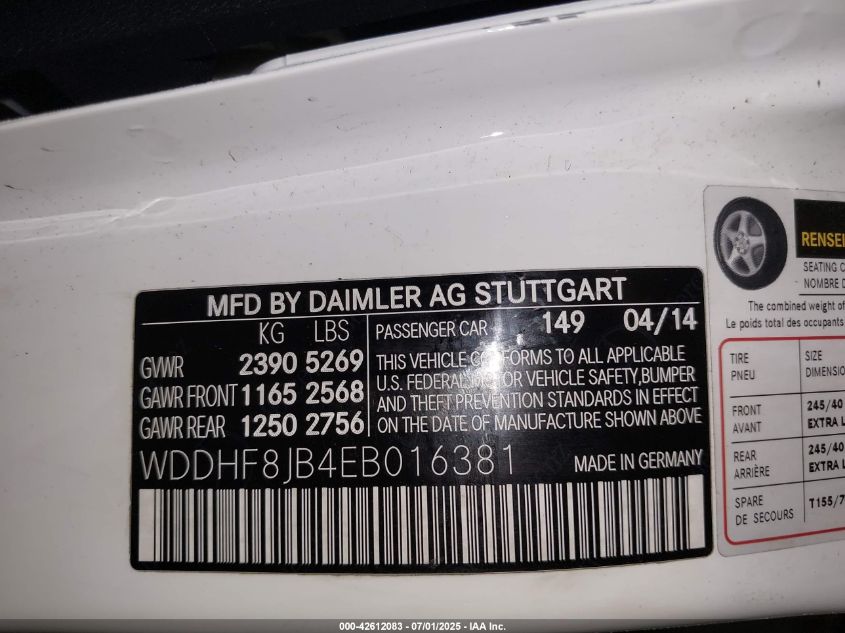 MFD BY DAIMLER AG STUTTGART
KG LBS
GVWR 2390 5269
GAWR FRONT 1165 2568
GAWR REAR 1250 2756
PASSENGER CAR 149 04/14
THIS VEHICLE CONFORMS TO ALL APPLICABLE
U.S. FEDERAL MOTOR VEHICLE SAFETY,BUMPER
AND THEFT PREVENTION STANDARDS IN EFFECT
ON THE DATE OF MANUFACTURE SHOWN ABOVE
WDDHF8JB4EB016381 MADE IN GERMANY
RENSEI
SEATING C
NOMBRE D
The combined weight of
Le poids total des occupants
TIRE SIZE
PNEU DIMENSIO
FRONT 245/40
AVANT EXTRA L
REAR 245/40
ARRIÈRE EXTRA L
SPARE T155/7
DE SECOURS
000-42612083 - 07/01/2025 - IAA Inc.